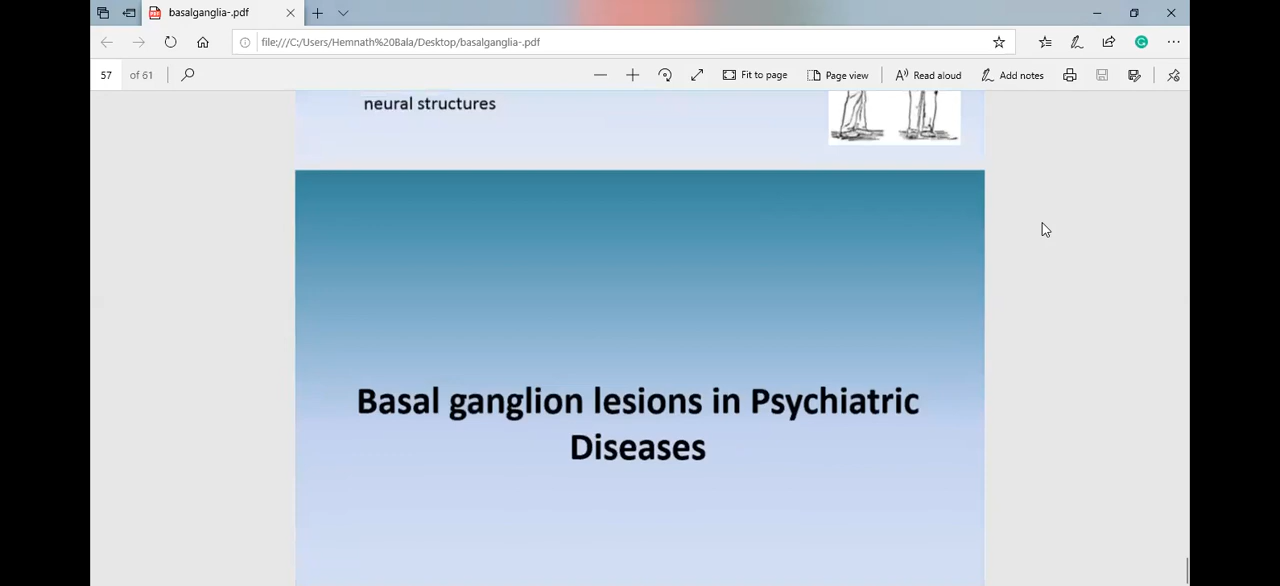 basalganglia-.pdf
file:///C:/Users/Hemnath%20Bala/Desktop/basalganglia-.pdf
57 of 61 Fit to page Page view Read aloud Add notes
neural structures
Basal ganglion lesions in Psychiatric
Diseases